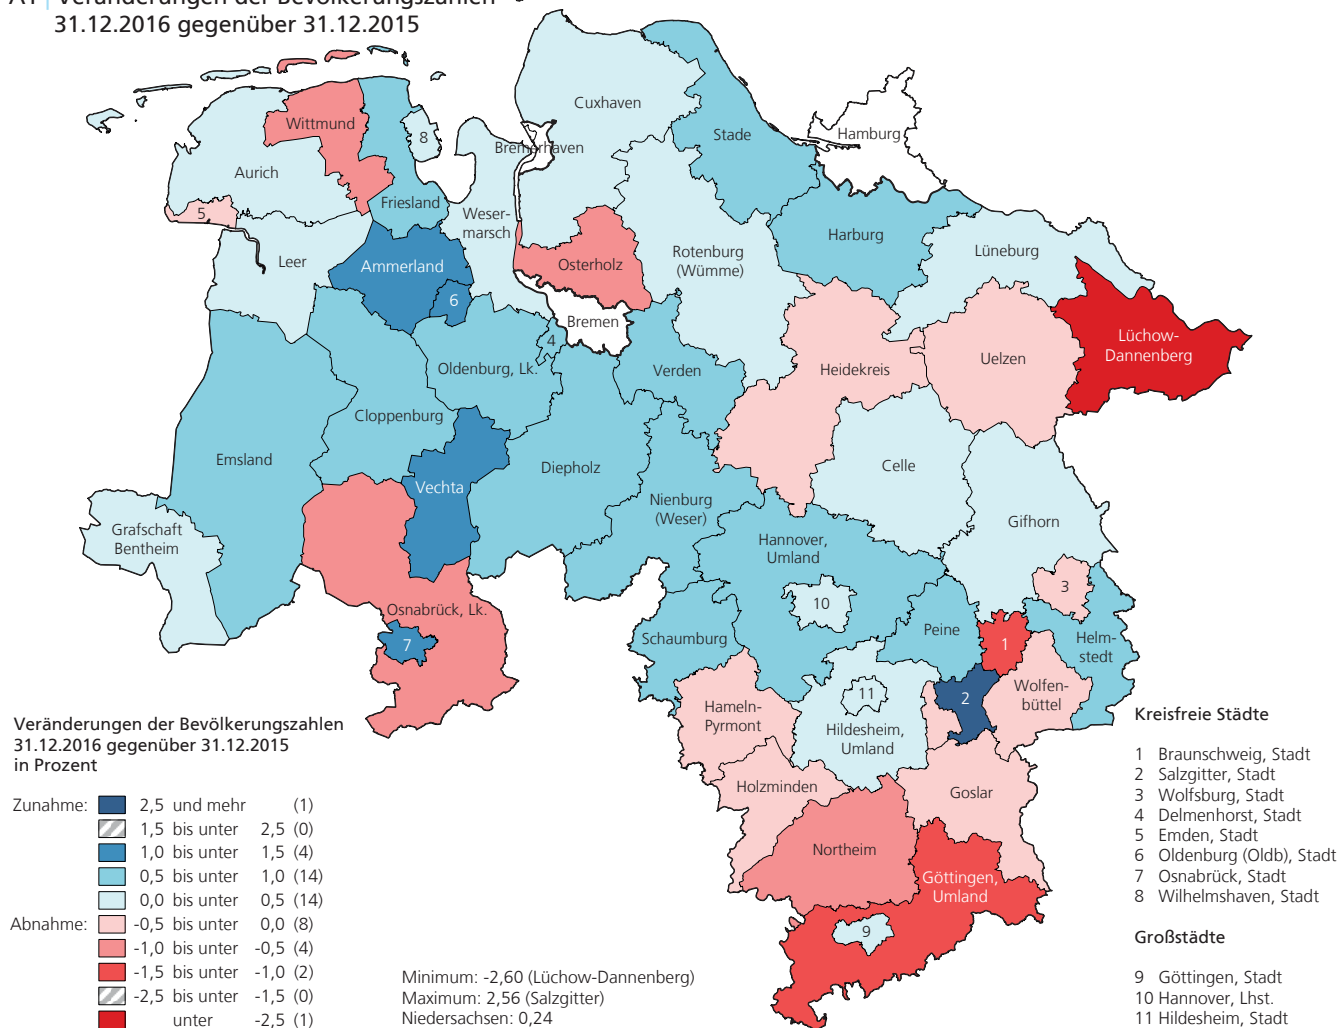 A1 | Veränderungen der Bevölkerungszahlen
31.12.2016 gegenüber 31.12.2015
Cuxhaven
Stade
Hamburg
Wittmund
8
Bremerhaven
Aurich
5
Friesland
Weser-
marsch
Harburg
Lüneburg
Rotenburg
(Wümme)
Leer
Ammerland
Osterholz
6
Bremen
4
Lüchow-
Dannenberg
Uelzen
Oldenburg, Lk.
Verden
Heidekreis
Cloppenburg
Emsland
Vechta
Diepholz
Celle
Nienburg
(Weser)
Gifhorn
Grafschaft
Bentheim
Hannover,
Umland
3
10
Osnabrück, Lk.
7
Schaumburg
Peine
1
Helm-
stedt
Hameln-
Pyrmont
11
2
Wolfen-
büttel
Hildesheim,
Umland
Holzminden
Goslar
Northeim
Göttingen,
Umland
9
Veränderungen der Bevölkerungszahlen
31.12.2016 gegenüber 31.12.2015
in Prozent
Zunahme: 2,5 und mehr (1)
1,5 bis unter 2,5 (0)
1,0 bis unter 1,5 (4)
0,5 bis unter 1,0 (14)
0,0 bis unter 0,5 (14)
Abnahme: -0,5 bis unter 0,0 (8)
-1,0 bis unter -0,5 (4)
-1,5 bis unter -1,0 (2)
-2,5 bis unter -1,5 (0)
unter -2,5 (1)
Minimum: -2,60 (Lüchow-Dannenberg)
Maximum: 2,56 (Salzgitter)
Niedersachsen: 0,24
Kreisfreie Städte
1 Braunschweig, Stadt
2 Salzgitter, Stadt
3 Wolfsburg, Stadt
4 Delmenhorst, Stadt
5 Emden, Stadt
6 Oldenburg (Oldb), Stadt
7 Osnabrück, Stadt
8 Wilhelmshaven, Stadt
Großstädte
9 Göttingen, Stadt
10 Hannover, Lhst.
11 Hildesheim, Stadt